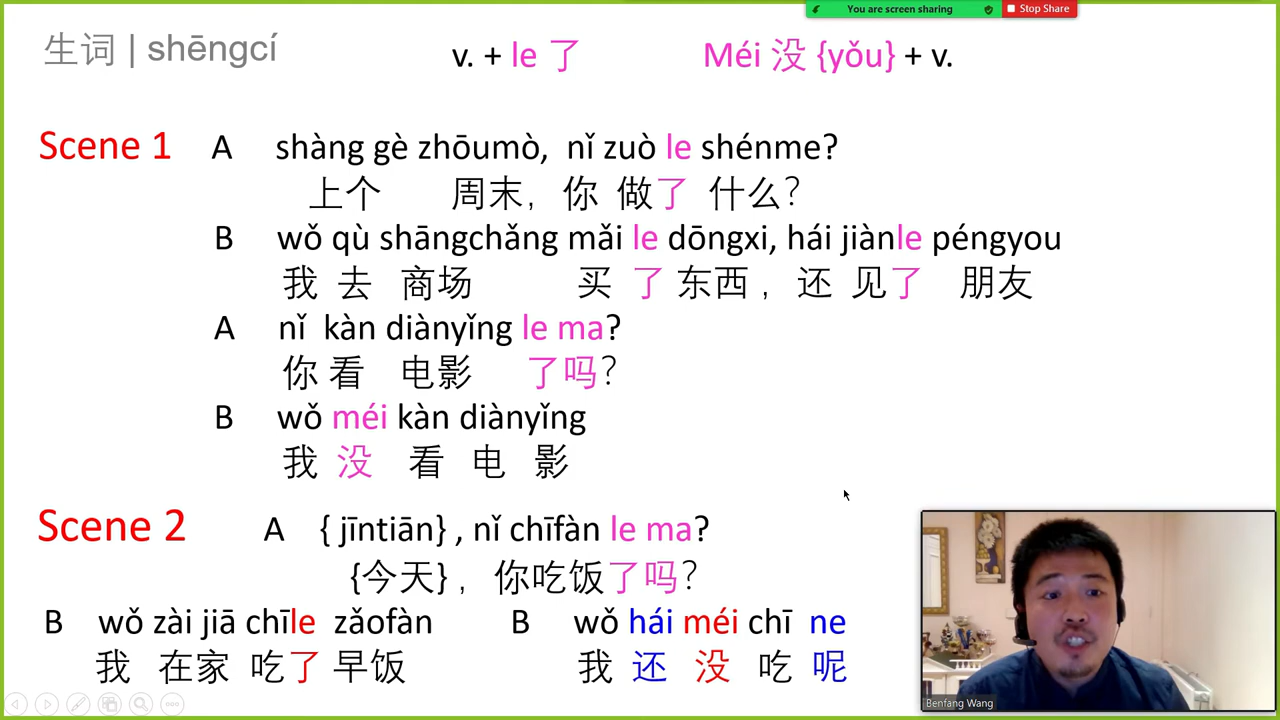 You are screen sharing Stop Share
生词 | shēngcí v. + le 了 Méi 没 {yǒu} + v.
Scene 1 A shàng gè zhōumò, nǐ zuò le shénme?
上个 周末, 你 做了 什么?
B wǒ qù shāngchǎng mǎi le dōngxi, hái jiànle péngyou
我 去 商场 买 了 东西 , 还 见了 朋友
A nǐ kàn diànyǐng le ma?
你 看 电影 了吗?
B wǒ méi kàn diànyǐng
我 没 看 电 影
Scene 2 A { jīntiān} , nǐ chīfàn le ma?
{今天} , 你吃饭了吗?
B wǒ zài jiā chīle zǎofàn B wǒ hái méi chī ne
我 在家 吃了 早饭 我 还 没 吃 呢
Benfang Wang